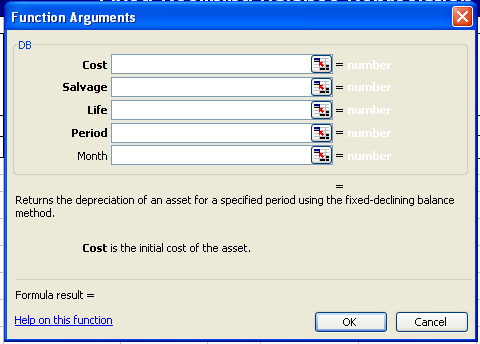 Function Arguments
DB
Cost = number
Salvage = number
Life = number
Period = number
Month = number
=
Returns the depreciation of an asset for a specified period using the fixed-declining balance
method.
Cost is the initial cost of the asset.
Formula result =
Help on this function
OK Cancel